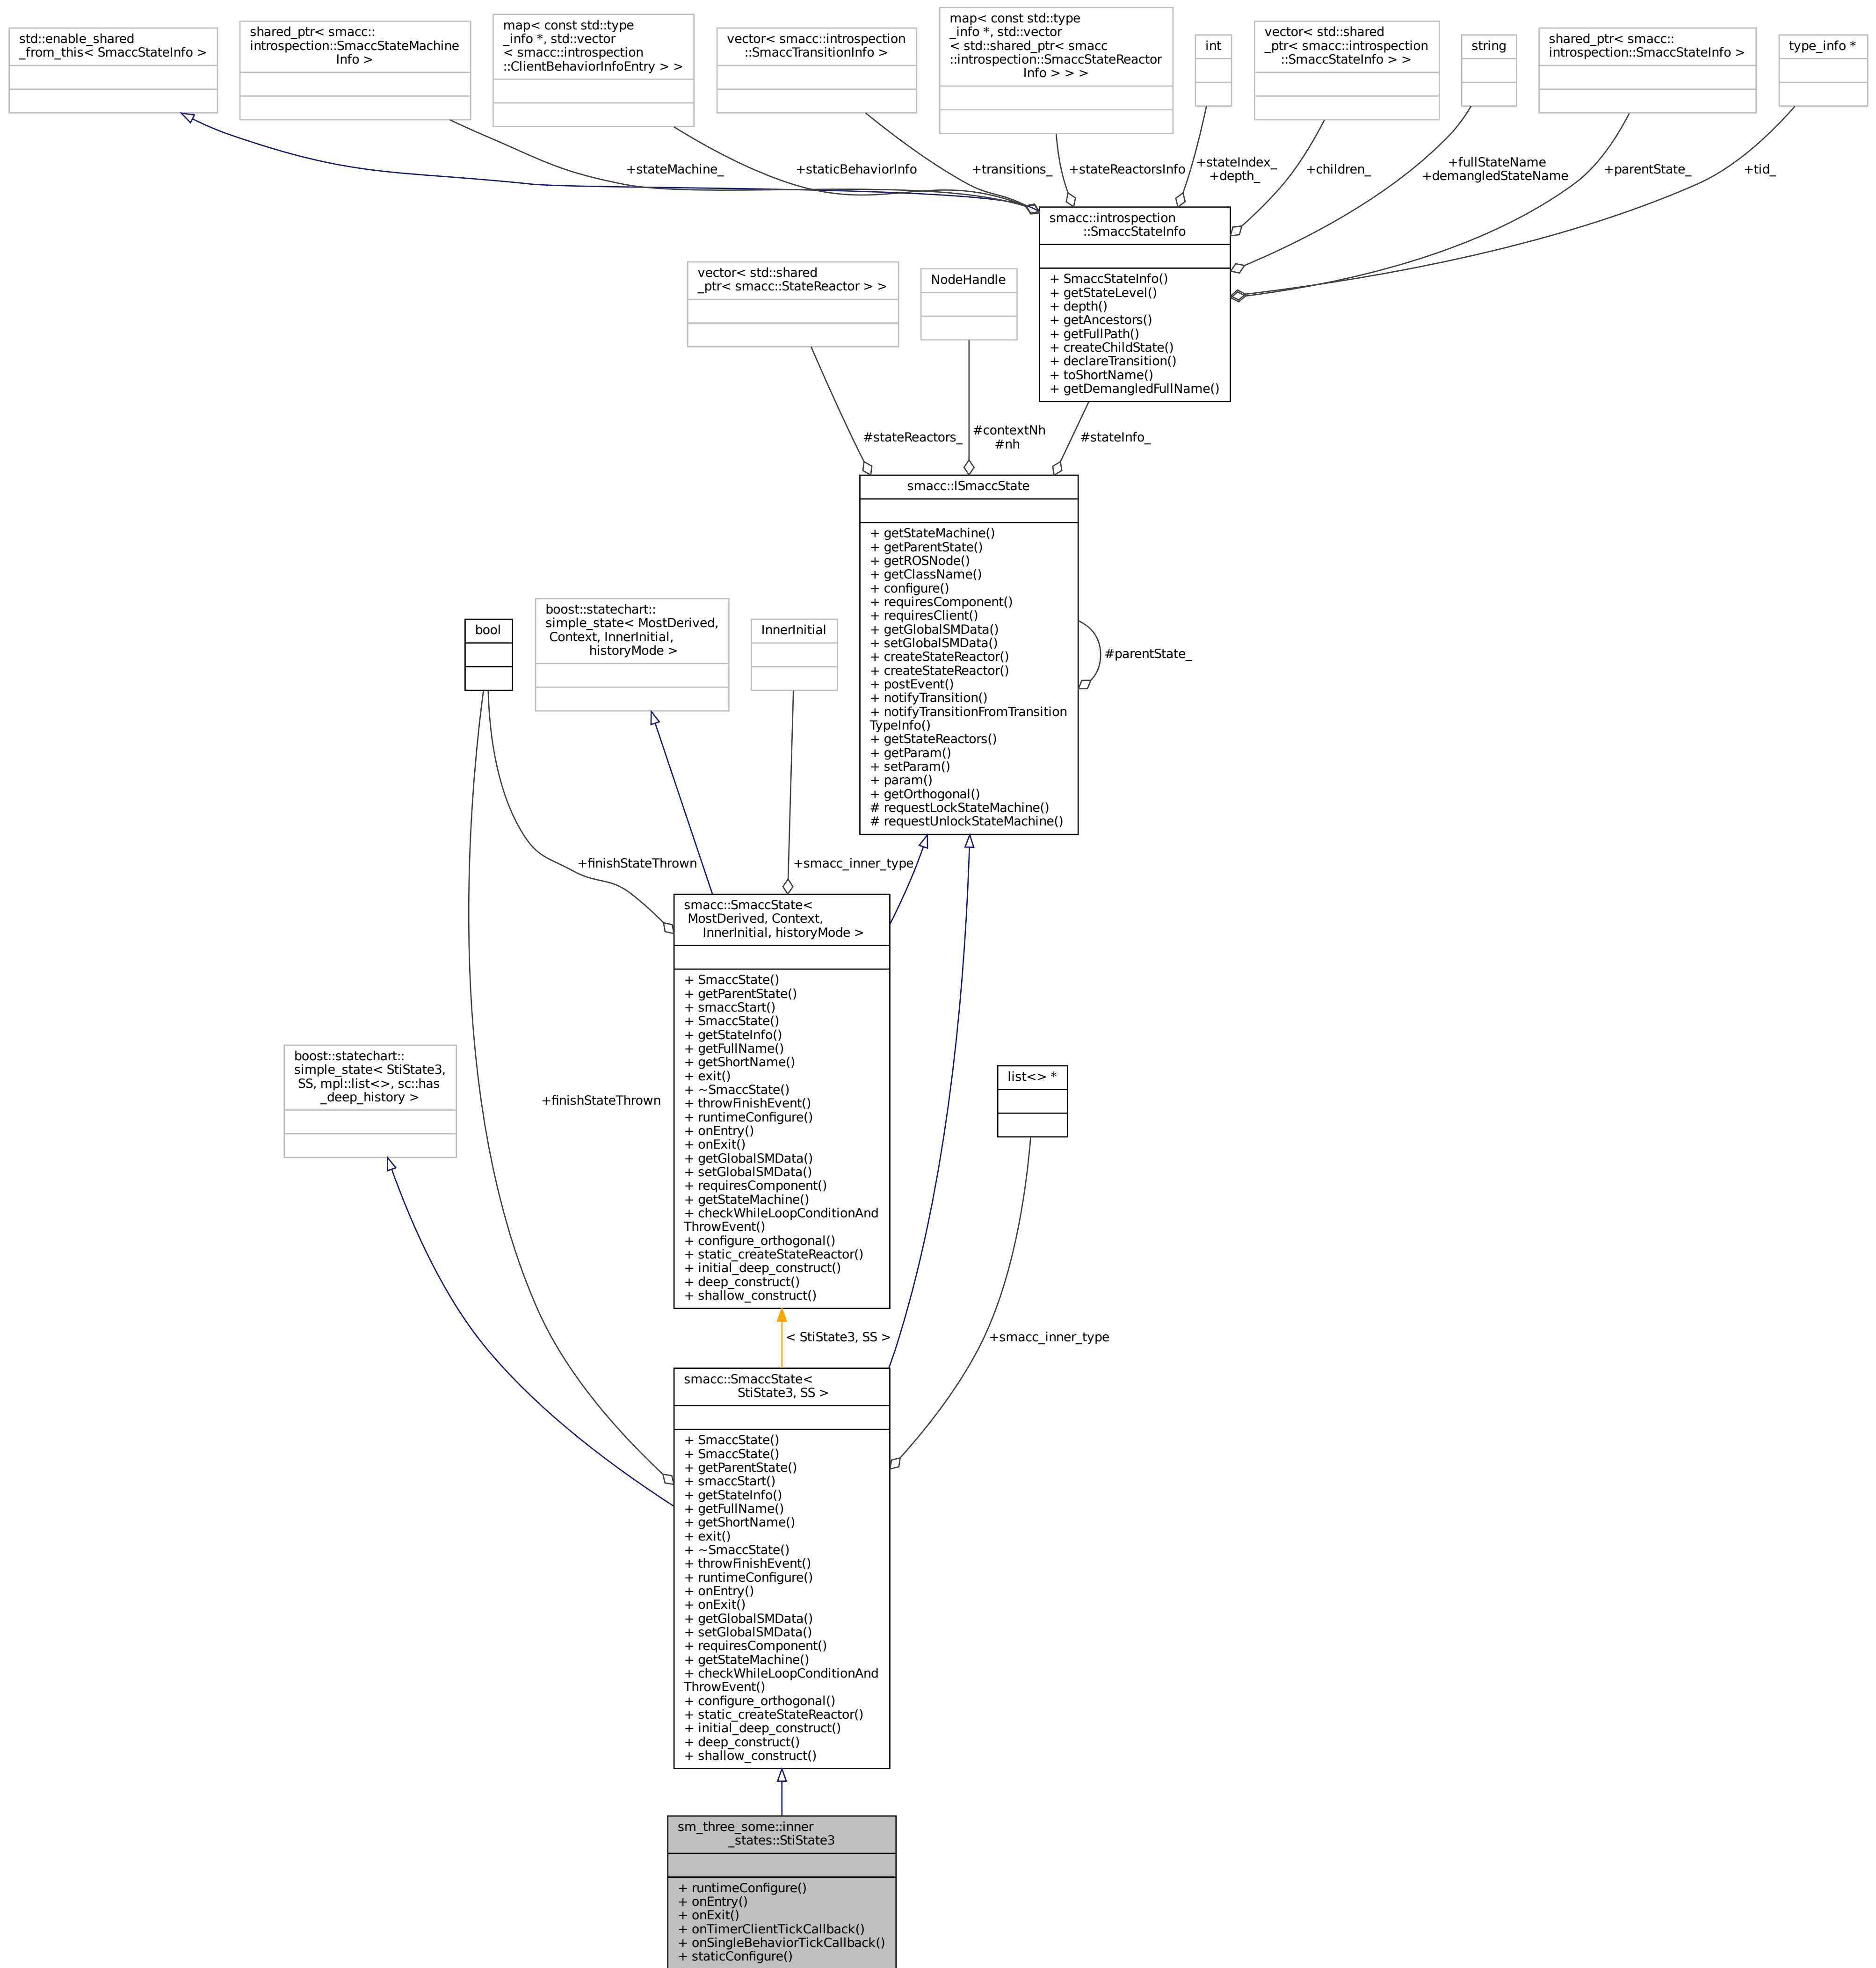 std::enable_shared
_from_this< SmaccStateInfo >
shared_ptr< smacc::
introspection::SmaccStateMachine
Info >
map< const std::type
_info *, std::vector
< smacc::introspection
::ClientBehaviorInfoEntry > >
vector< smacc::introspection
::SmaccTransitionInfo >
map< const std::type
_info *, std::vector
< std::shared_ptr< smacc
::introspection::SmaccStateReactor
Info > > >
int
vector< std::shared
_ptr< smacc::introspection
::SmaccStateInfo > >
string
shared_ptr< smacc::
introspection::SmaccStateInfo >
type_info *
+stateMachine_
+staticBehaviorInfo
+transitions_
+stateReactorsInfo
+stateIndex_
+depth_
+children_
+fullStateName
+demangledStateName
+parentState_
+tid_
smacc::introspection
::SmaccStateInfo
+ SmaccStateInfo()
+ getStateLevel()
+ depth()
+ getAncestors()
+ getFullPath()
+ createChildState()
+ declareTransition()
+ toShortName()
+ getDemangledFullName()
vector< std::shared
_ptr< smacc::StateReactor > >
NodeHandle
#stateReactors_
#contextNh
#nh
#stateInfo_
smacc::ISmaccState
+ getStateMachine()
+ getParentState()
+ getROSNode()
+ getClassName()
+ configure()
+ requiresComponent()
+ requiresClient()
+ getGlobalSMData()
+ setGlobalSMData()
+ createStateReactor()
+ createStateReactor()
+ postEvent()
+ notifyTransition()
+ notifyTransitionFromTransition
TypeInfo()
+ getStateReactors()
+ getParam()
+ setParam()
+ param()
+ getOrthogonal()
# requestLockStateMachine()
# requestUnlockStateMachine()
#parentState_
bool
boost::statechart::
simple_state< MostDerived,
Context, InnerInitial,
historyMode >
InnerInitial
+finishStateThrown
+smacc_inner_type
smacc::SmaccState<
MostDerived, Context,
InnerInitial, historyMode >
+ SmaccState()
+ getParentState()
+ smaccStart()
+ SmaccState()
+ getStateInfo()
+ getFullName()
+ getShortName()
+ exit()
+ ~SmaccState()
+ throwFinishEvent()
+ runtimeConfigure()
+ onEntry()
+ onExit()
+ getGlobalSMData()
+ setGlobalSMData()
+ requiresComponent()
+ getStateMachine()
+ checkWhileLoopConditionAnd
ThrowEvent()
+ configure_orthogonal()
+ static_createStateReactor()
+ initial_deep_construct()
+ deep_construct()
+ shallow_construct()
boost::statechart::
simple_state< StiState3,
SS, mpl::list<>, sc::has
_deep_history >
+finishStateThrown
list<> *
< StiState3, SS >
+smacc_inner_type
smacc::SmaccState<
StiState3, SS >
+ SmaccState()
+ SmaccState()
+ getParentState()
+ smaccStart()
+ getStateInfo()
+ getFullName()
+ getShortName()
+ exit()
+ ~SmaccState()
+ throwFinishEvent()
+ runtimeConfigure()
+ onEntry()
+ onExit()
+ getGlobalSMData()
+ setGlobalSMData()
+ requiresComponent()
+ getStateMachine()
+ checkWhileLoopConditionAnd
ThrowEvent()
+ configure_orthogonal()
+ static_createStateReactor()
+ initial_deep_construct()
+ deep_construct()
+ shallow_construct()
sm_three_some::inner
_states::StiState3
+ runtimeConfigure()
+ onEntry()
+ onExit()
+ onTimerClientTickCallback()
+ onSingleBehaviorTickCallback()
+ staticConfigure()